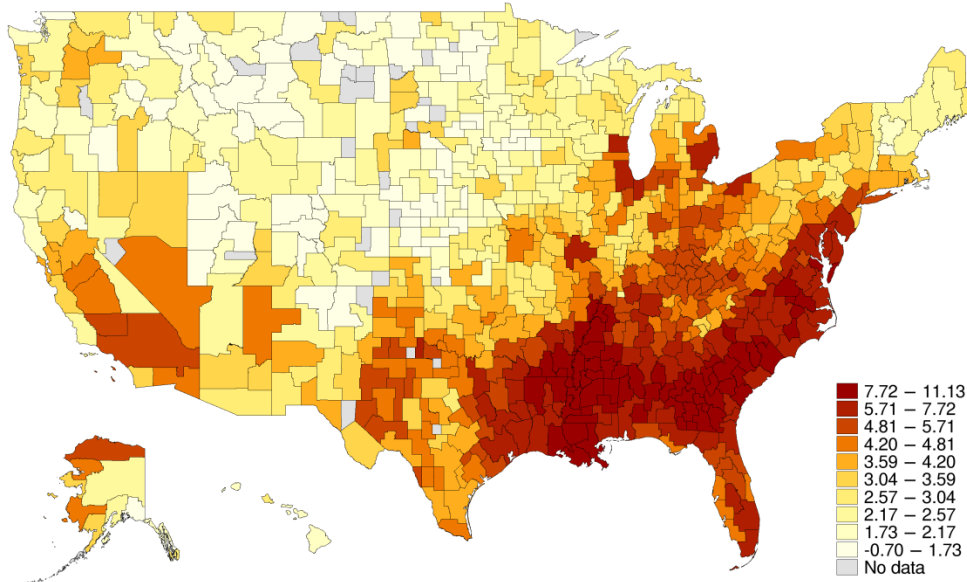 7.72 – 11.13
5.71 – 7.72
4.81 – 5.71
4.20 – 4.81
3.59 – 4.20
3.04 – 3.59
2.57 – 3.04
2.17 – 2.57
1.73 – 2.17
-0.70 – 1.73
No data